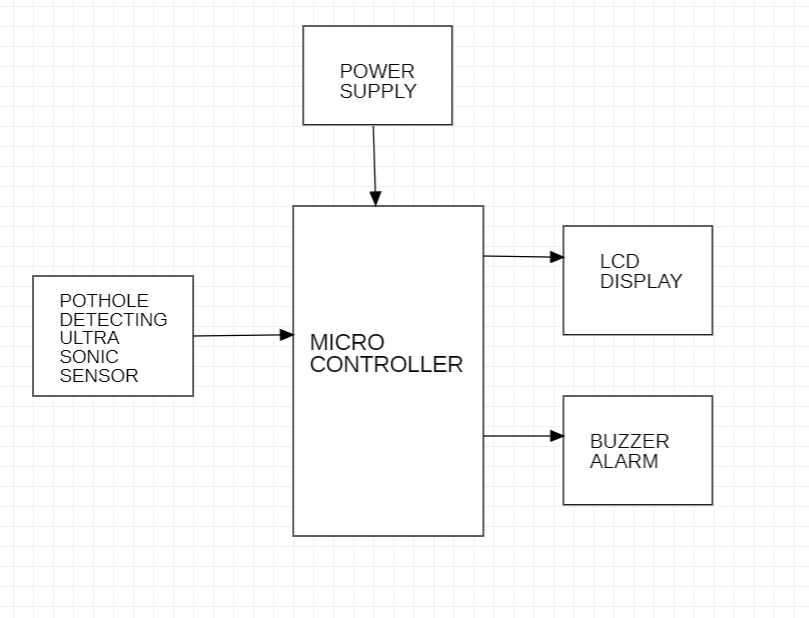 POWER
SUPPLY
LCD
DISPLAY
POTHOLE
DETECTING
ULTRA
SONIC
SENSOR
MICRO
CONTROLLER
BUZZER
ALARM